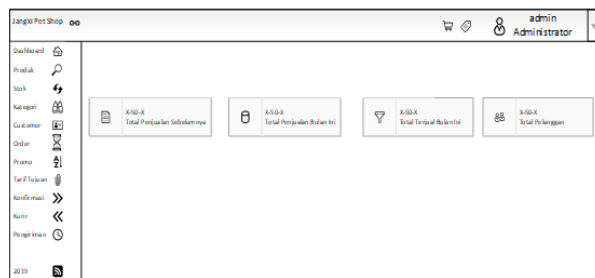 Jangki Pet Shop
admin
Administrator
Dashboard
Produk
Stok
Kategori
Customer
Order
Promo
Tarif Tujuan
Konfirmasi
Kurir
Pengiriman
2019
X-50-X
Total Penjualan Sebelumnya
X-50-X
Total Penjualan Bulan Ini
X-50-X
Total Terjual Bulan Ini
X-50-X
Total Pelanggan